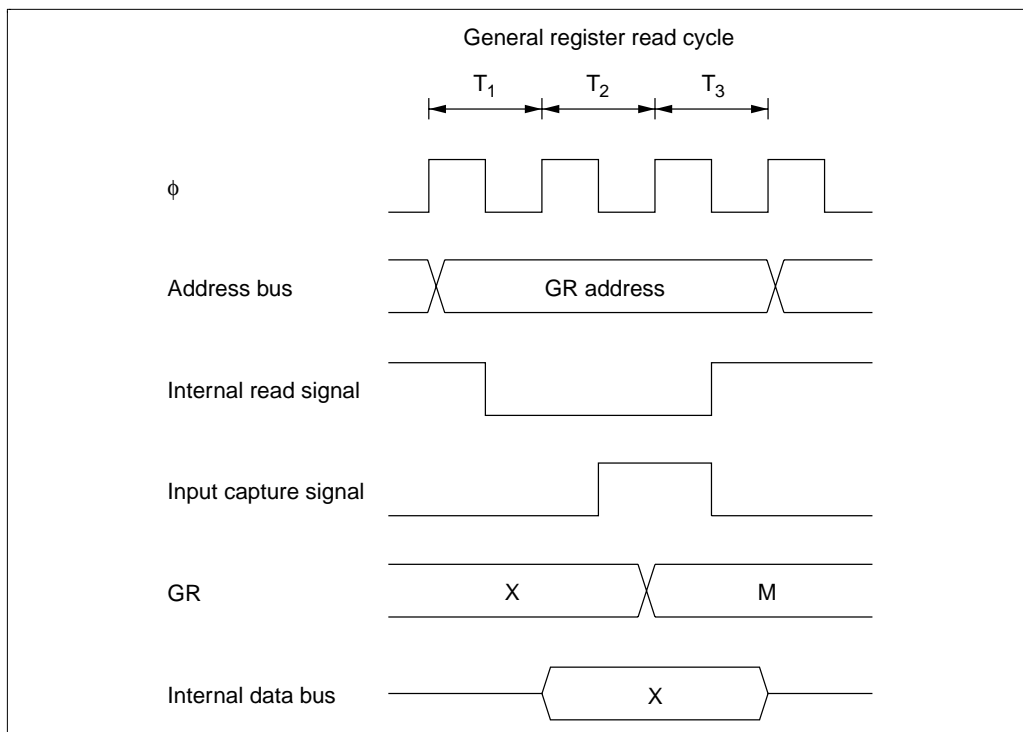 General register read cycle
T1 T2 T3
ϕ
Address bus GR address
Internal read signal
Input capture signal
GR X M
Internal data bus X